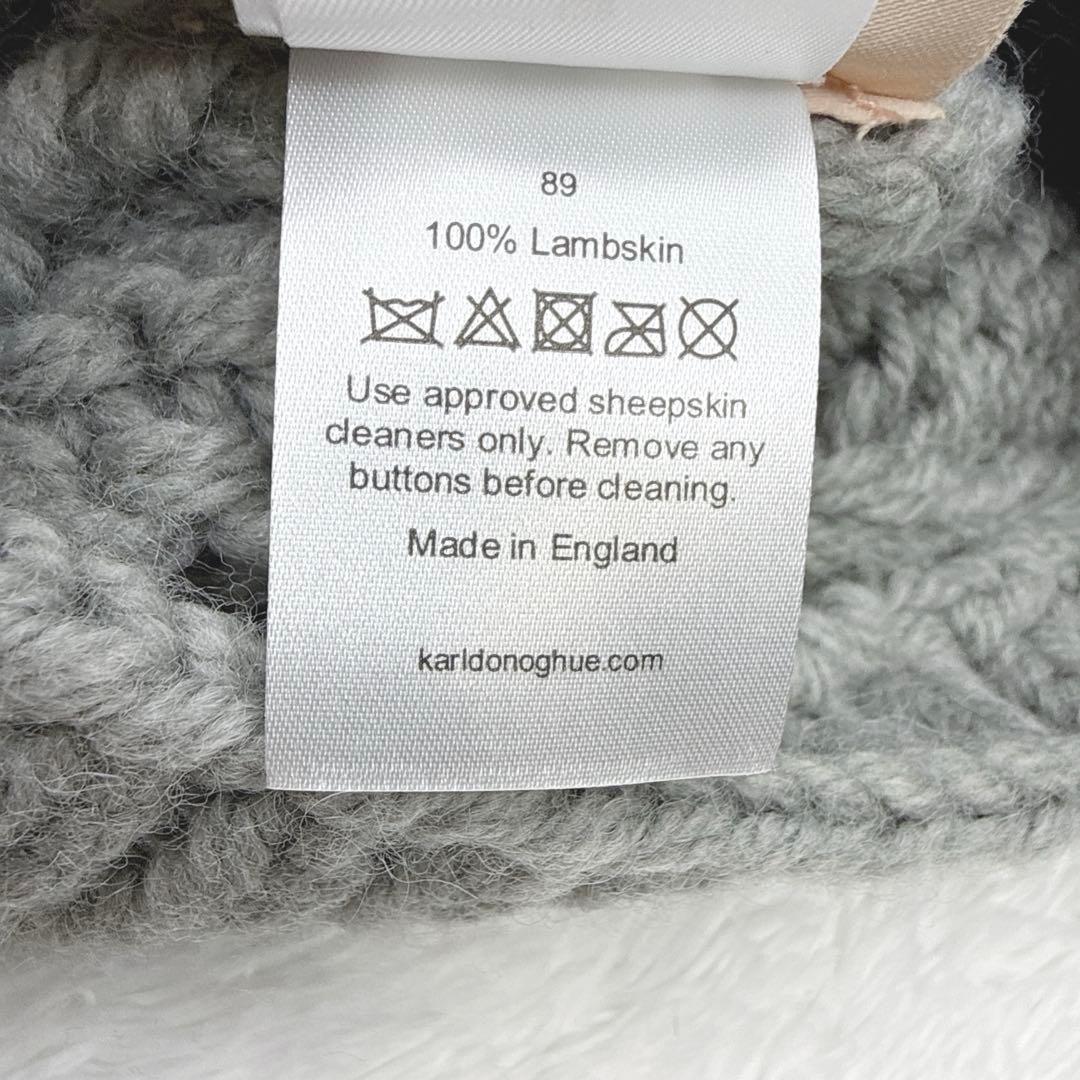 89
100% Lambskin
Use approved sheepskin
cleaners only. Remove any
buttons before cleaning.
Made in England
karldonoghue.com